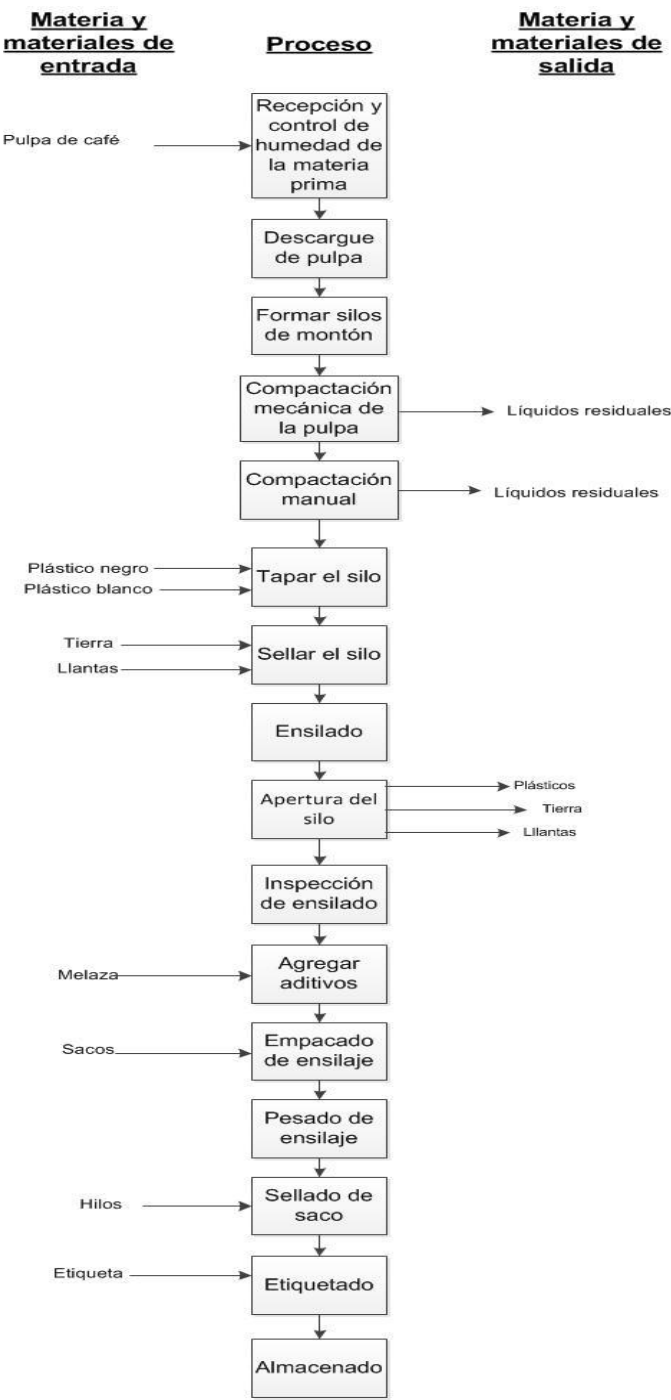 Materia y
materiales de
entrada
Proceso
Materia y
materiales de
salida
Pulpa de café
Recepción y
control de
humedad de
la materia
prima
Descargue
de pulpa
Formar silos
de montón
Compactación
mecánica de
la pulpa
Líquidos residuales
Compactación
manual
Líquidos residuales
Plástico negro
Plástico blanco
Tapar el silo
Tierra
Llantas
Sellar el silo
Ensilado
Apertura del
silo
Plásticos
Tierra
Lllantas
Inspección
de ensilado
Melaza
Agregar
aditivos
Sacos
Empacado
de ensilaje
Pesado de
ensilaje
Hilos
Sellado de
saco
Etiqueta
Etiquetado
Almacenado